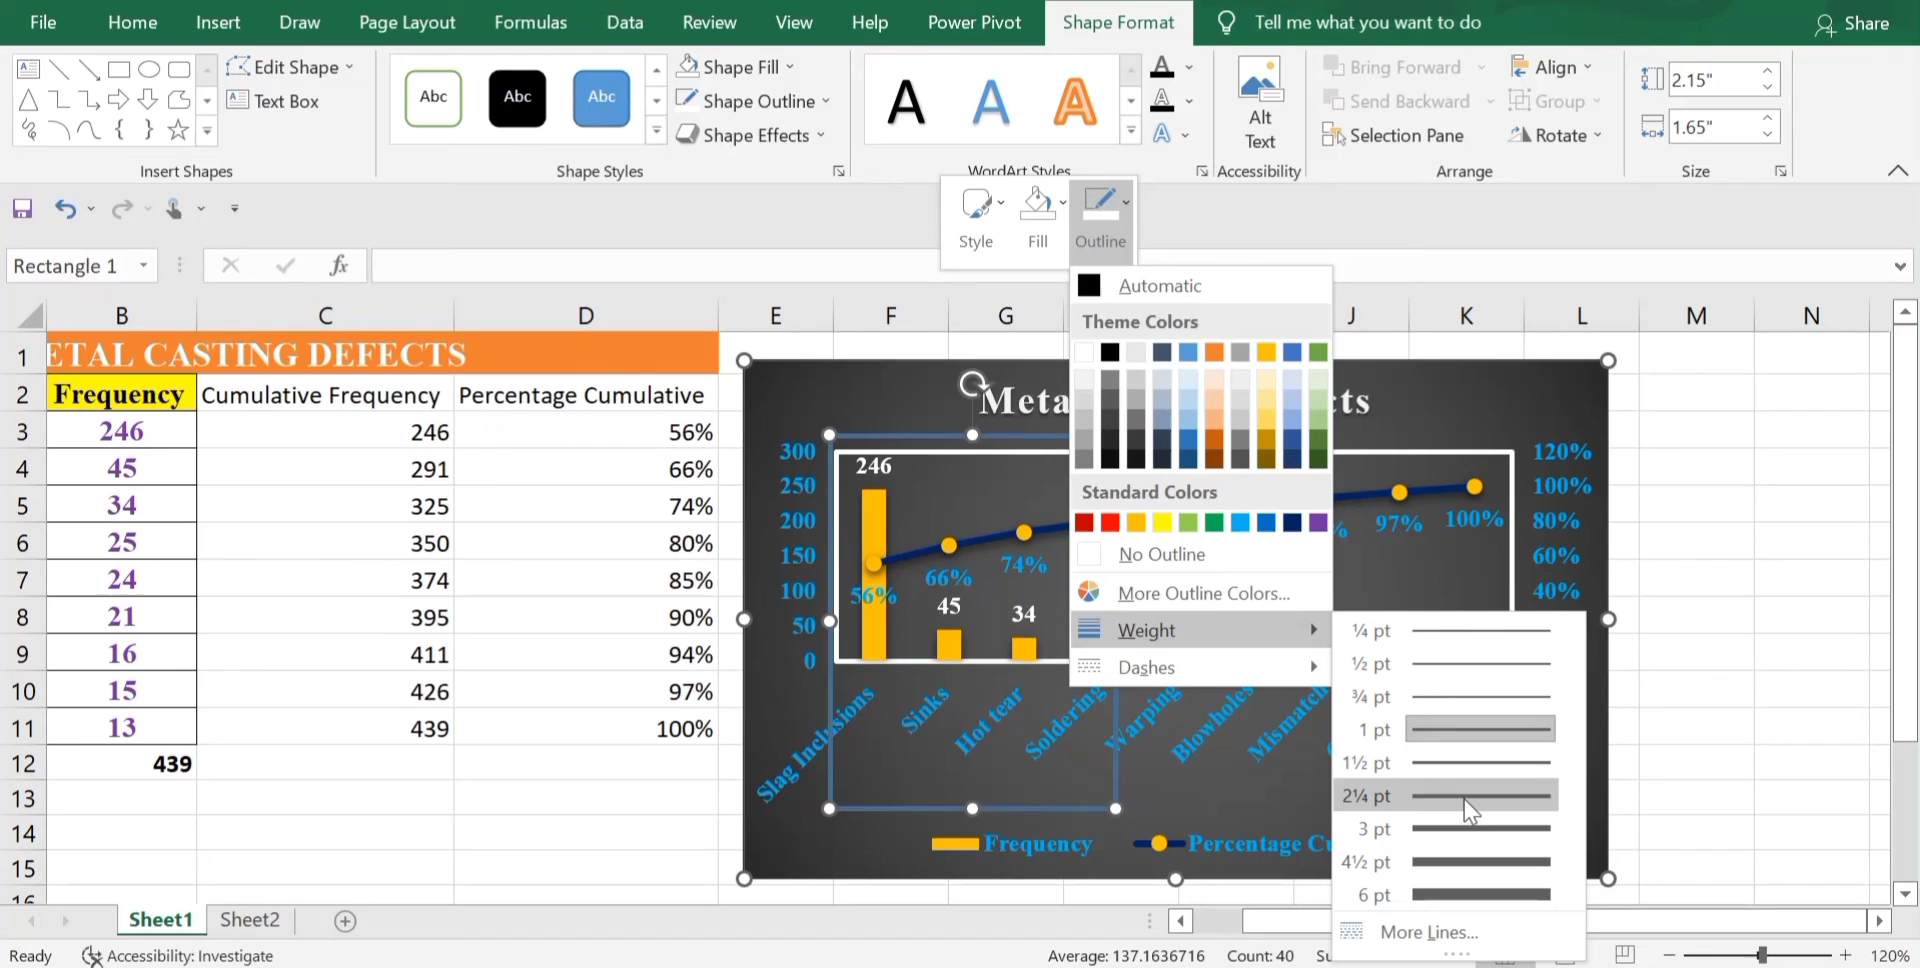 File Home Insert Draw Page Layout Formulas Data Review View Help Power Pivot Shape Format Tell me what you want to do Share
Edit Shape
Text Box
Insert Shapes
Abc Abc Abc
Shape Fill
Shape Outline
Shape Effects
Shape Styles
A A A
A
A
A
WordArt Styles
Alt
Text
Accessibility
Bring Forward
Send Backward
Selection Pane
Align
Group
Rotate
Arrange
2.15"
1.65"
Size
Style Fill Outline
Rectangle 1
fx
Automatic
Theme Colors
Standard Colors
No Outline
More Outline Colors...
Weight
Dashes
¼ pt
½ pt
¾ pt
1 pt
1½ pt
2¼ pt
3 pt
4½ pt
6 pt
More Lines...
B C D E F G J K L M N
1 ETAL CASTING DEFECTS
2 Frequency Cumulative Frequency Percentage Cumulative
3 246 246 56%
4 45 291 66%
5 34 325 74%
6 25 350 80%
7 24 374 85%
8 21 395 90%
9 16 411 94%
10 15 426 97%
11 13 439 100%
12 439
13
14
15
16
Meta cts
300
250
200
150
100
50
0
246
45
34
56%
66%
74%
%
97%
100%
120%
100%
80%
60%
40%
Slag Inclusions
Sinks
Hot tear
Soldering
Warping
Blowholes
Mismatch
Frequency Percentage Cu
Sheet1 Sheet2
Ready Accessibility: Investigate Average: 137.1636716 Count: 40 Su 120%